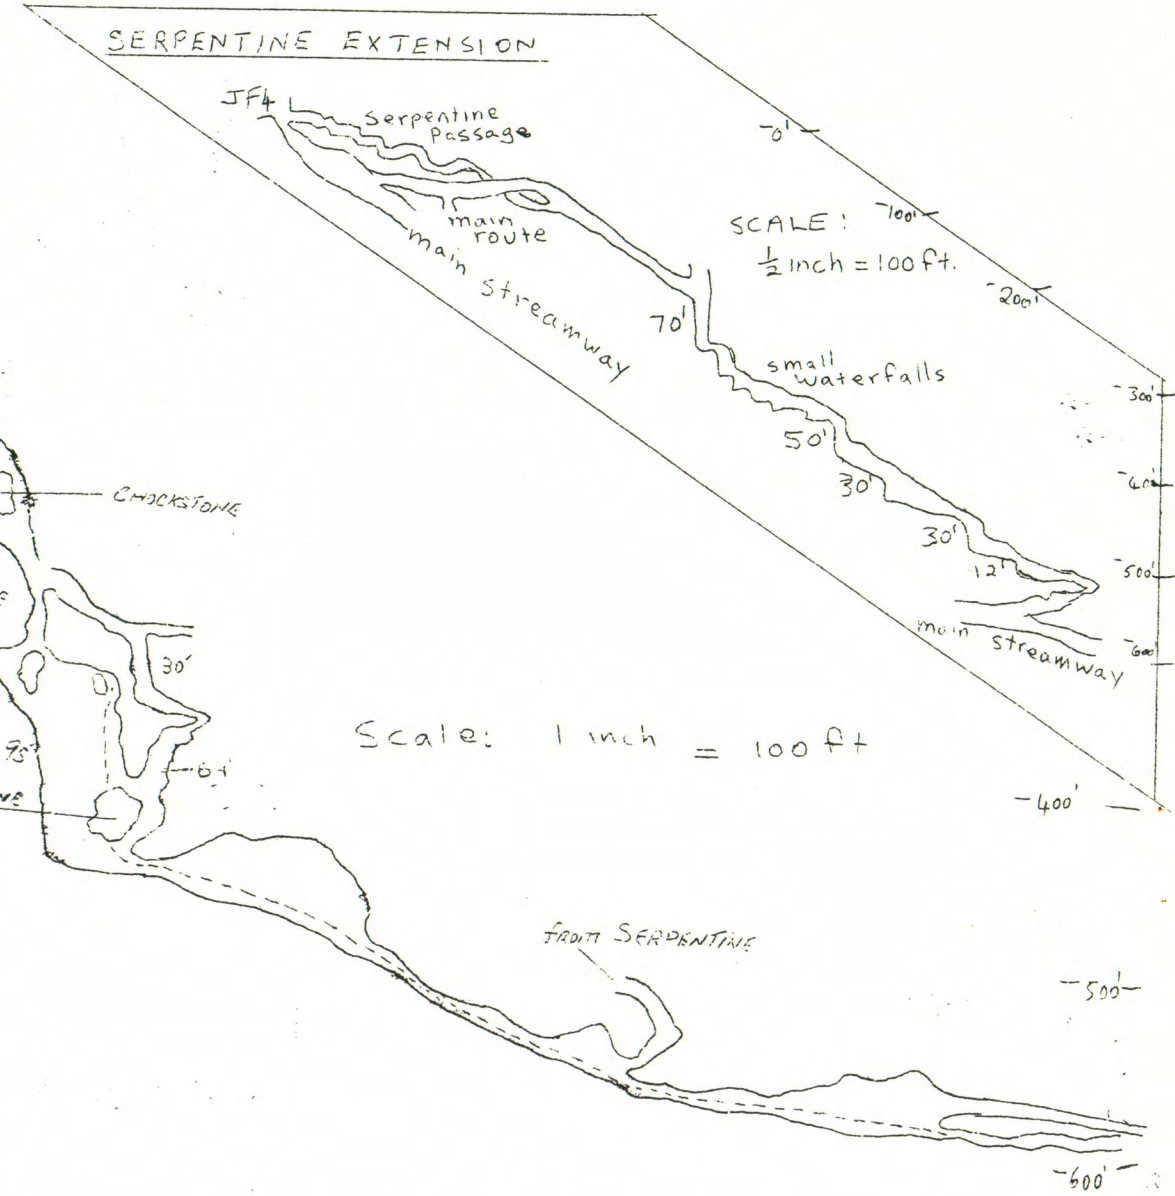 SERPENTINE EXTENSION
JF4
Serpentine
Passage
-0'
-100'
SCALE:
½ inch = 100 ft.
-200'
main
route
main streamway
70'
small
waterfalls
-300'
50'
30'
-400'
30'
12'
-500'
main streamway
-600'
CHOCKSTONE
30'
95'
Scale: 1 inch = 100 ft
-400'
from SERPENTINE
-500'
-600'